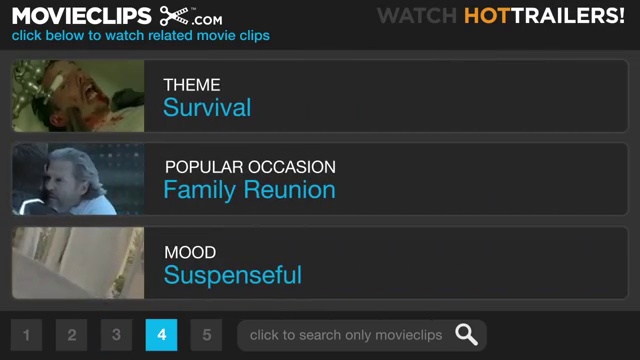 MOVIECLIPS™.COM
WATCH HOTTRAILERS!
click below to watch related movie clips
THEME
Survival
POPULAR OCCASION
Family Reunion
MOOD
Suspenseful
1 2 3 4 5
click to search only movieclips